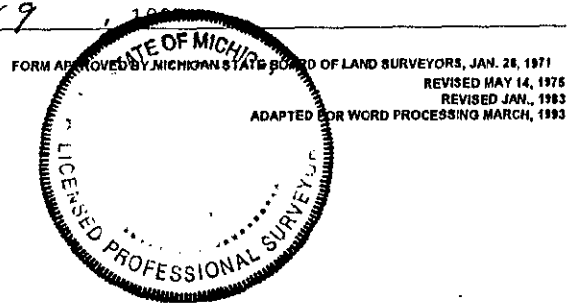 FORM APPROVED BY MICHIGAN STATE BOARD OF LAND SURVEYORS, JAN. 28, 1971
REVISED MAY 14, 1975
REVISED JAN., 1983
ADAPTED FOR WORD PROCESSING MARCH, 1993
STATE OF MICHIGAN
LICENSED PROFESSIONAL SURVEYOR